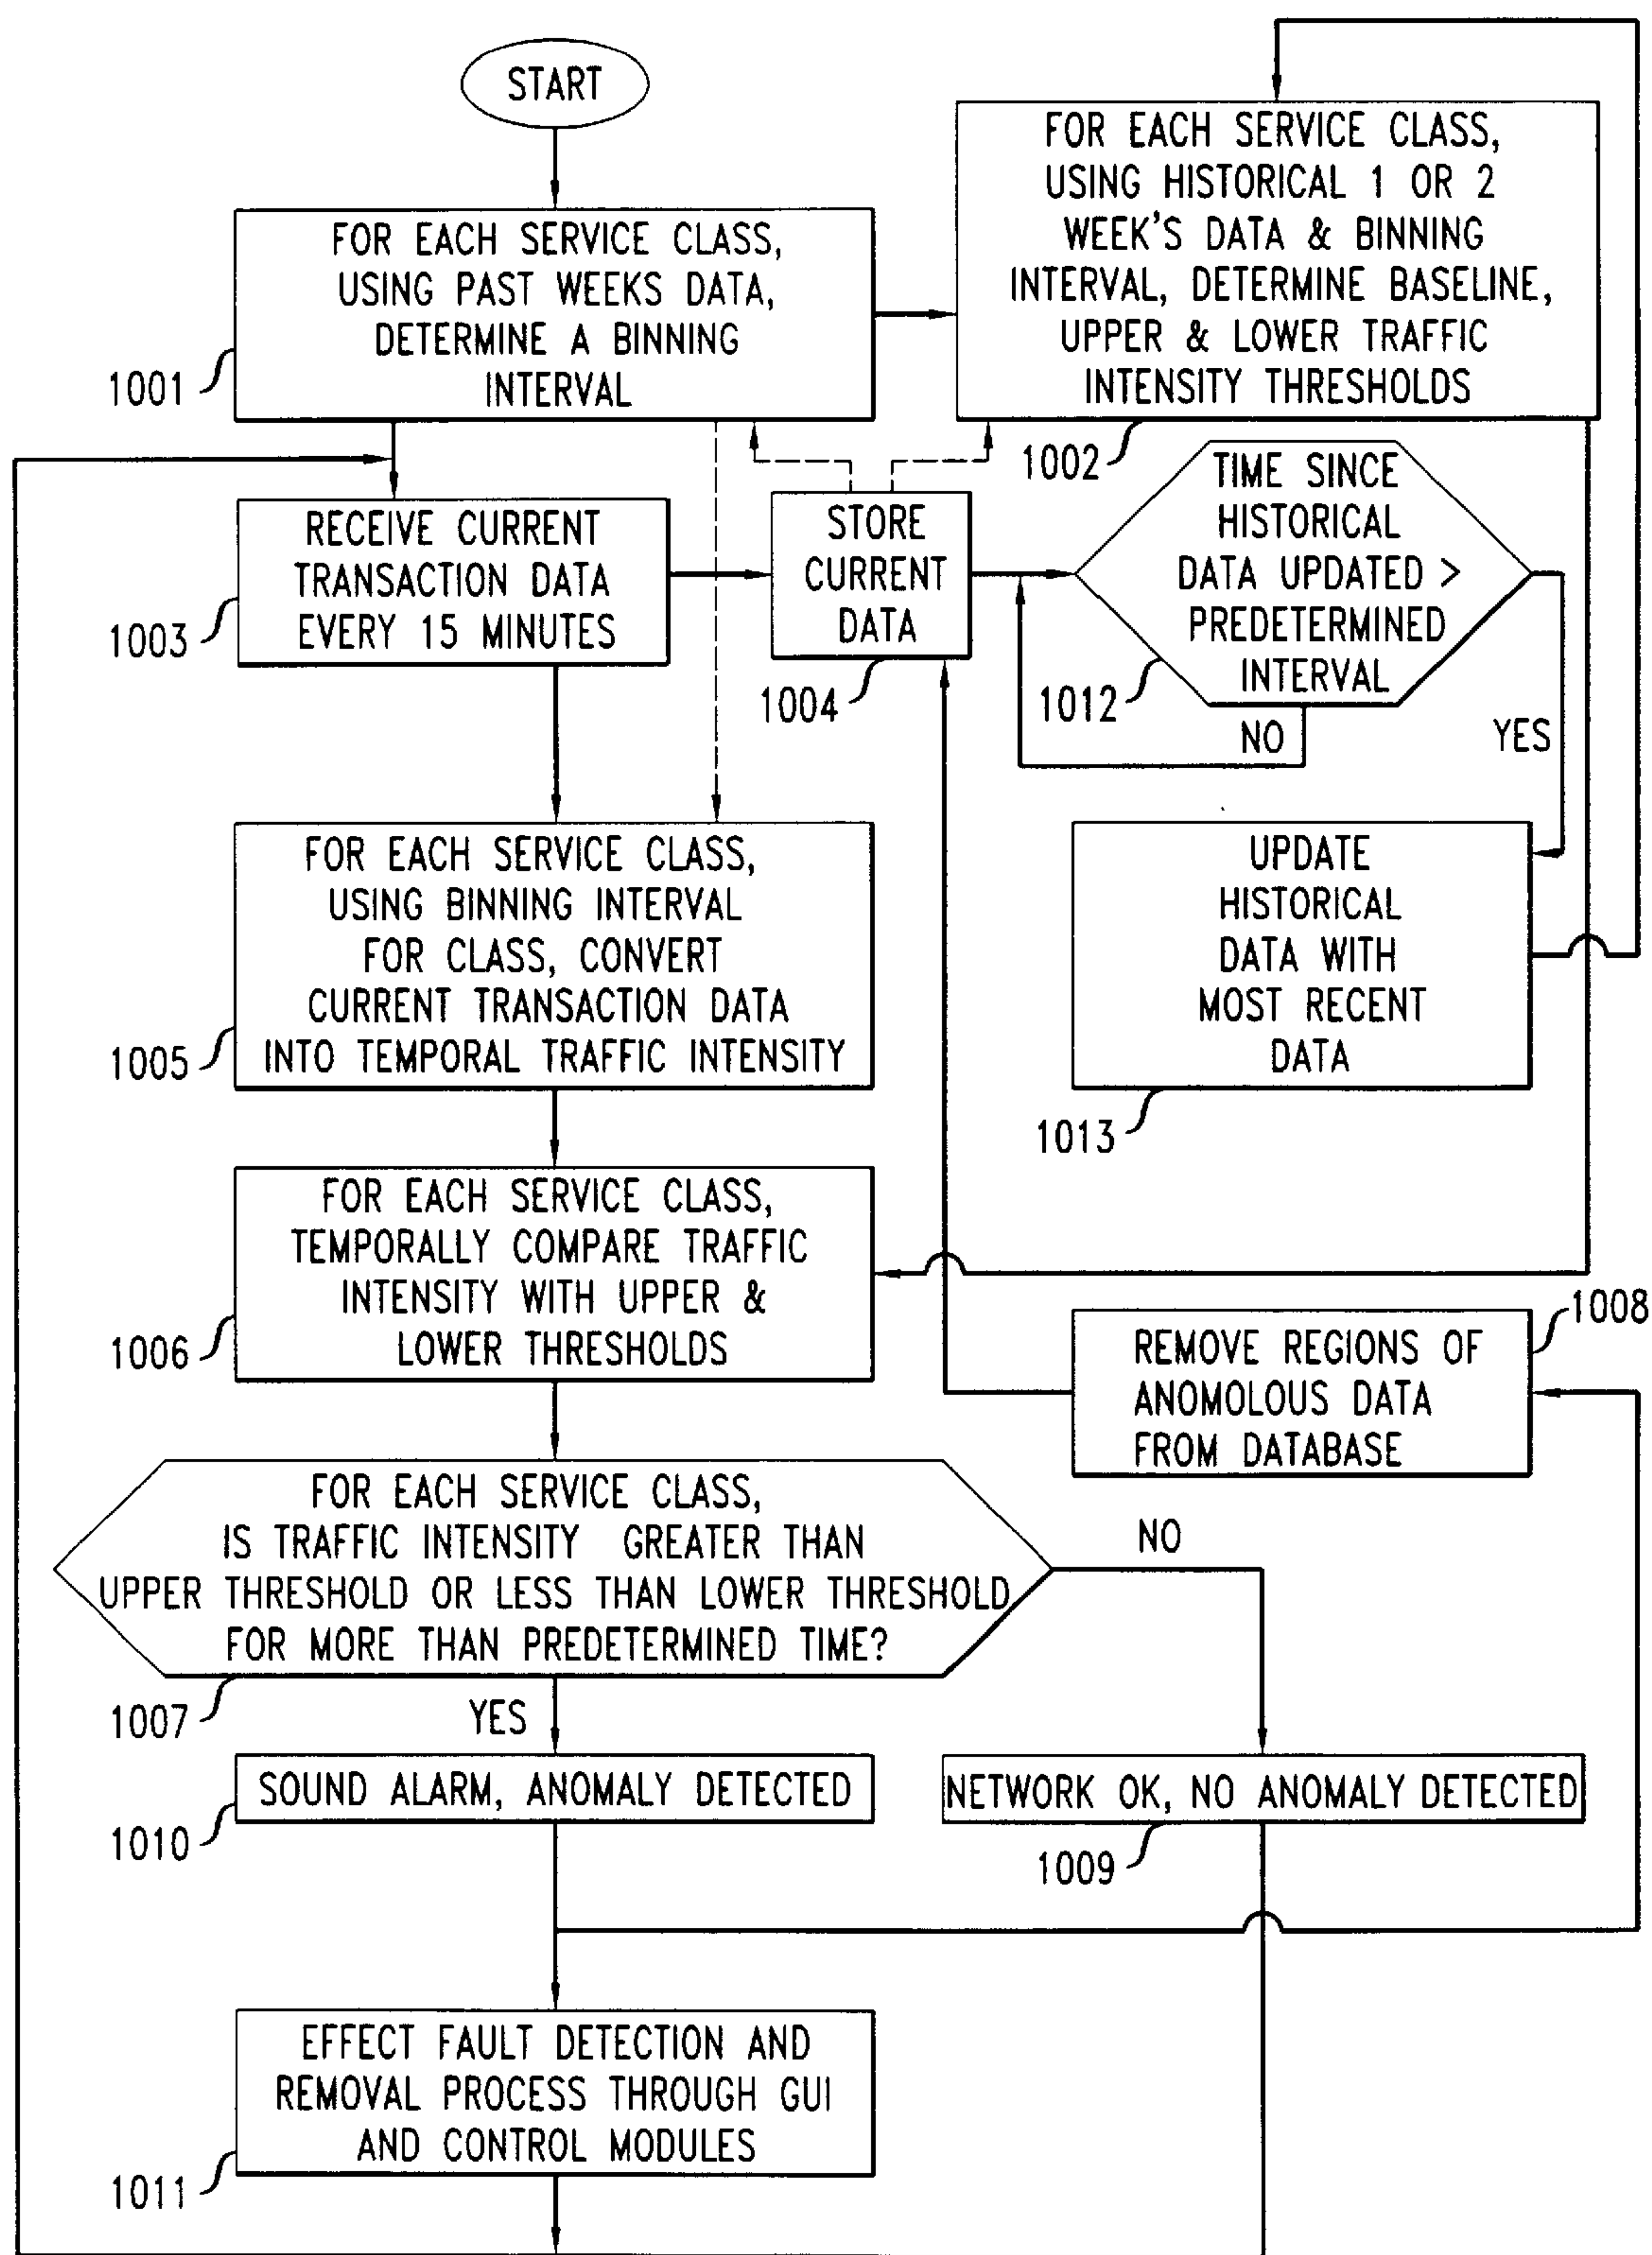 START
FOR EACH SERVICE CLASS,
USING PAST WEEKS DATA,
DETERMINE A BINNING
INTERVAL
1001
FOR EACH SERVICE CLASS,
USING HISTORICAL 1 OR 2
WEEK'S DATA & BINNING
INTERVAL, DETERMINE BASELINE,
UPPER & LOWER TRAFFIC
INTENSITY THRESHOLDS
1002
RECEIVE CURRENT
TRANSACTION DATA
EVERY 15 MINUTES
1003
STORE
CURRENT
DATA
1004
TIME SINCE
HISTORICAL
DATA UPDATED >
PREDETERMINED
INTERVAL
1012
NO
YES
FOR EACH SERVICE CLASS,
USING BINNING INTERVAL
FOR CLASS, CONVERT
CURRENT TRANSACTION DATA
INTO TEMPORAL TRAFFIC INTENSITY
1005
UPDATE
HISTORICAL
DATA WITH
MOST RECENT
DATA
1013
FOR EACH SERVICE CLASS,
TEMPORALLY COMPARE TRAFFIC
INTENSITY WITH UPPER &
LOWER THRESHOLDS
1006
1008
REMOVE REGIONS OF
ANOMOLOUS DATA
FROM DATABASE
FOR EACH SERVICE CLASS,
IS TRAFFIC INTENSITY GREATER THAN
UPPER THRESHOLD OR LESS THAN LOWER THRESHOLD
FOR MORE THAN PREDETERMINED TIME?
1007
NO
YES
SOUND ALARM, ANOMALY DETECTED
1010
NETWORK OK, NO ANOMALY DETECTED
1009
EFFECT FAULT DETECTION AND
REMOVAL PROCESS THROUGH GUI
AND CONTROL MODULES
1011